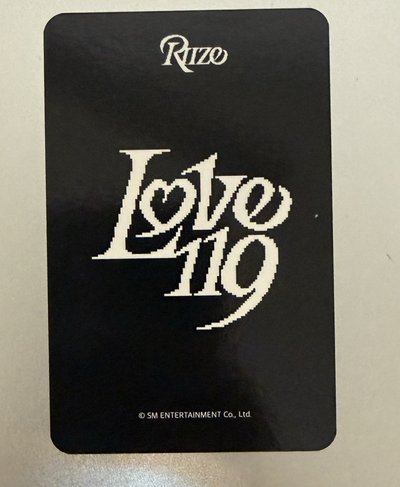 RIIZE
Love
119
© SM ENTERTAINMENT Co., Ltd.